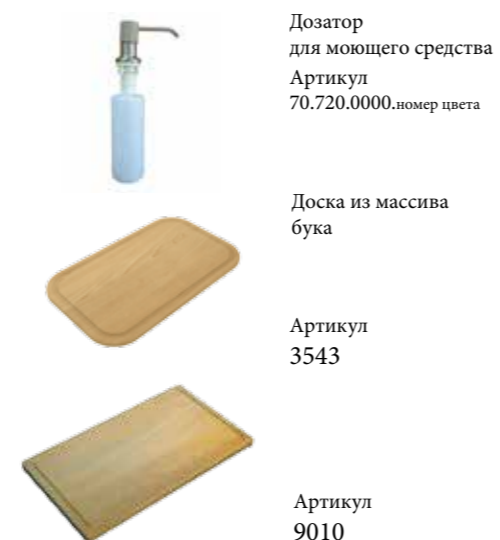 Дозатор
для моющего средства
Артикул
70.720.0000.номер цвета
Доска из массива
бука
Артикул
3543
Артикул
9010